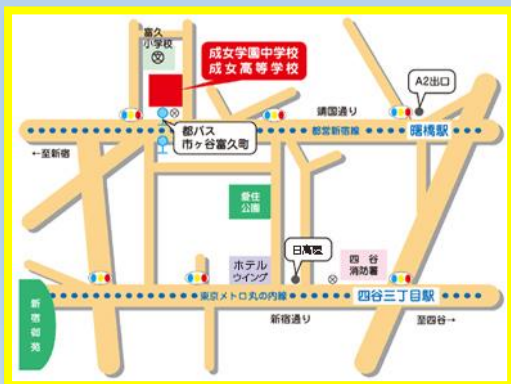 富久
小学校
文
成女学園中学校
成女高等学校
A2出口
靖国通り
都営新宿線
曙橋駅
←至新宿
都バス
市ヶ谷富久町
愛住
公園
日高屋
ホテル
ウイング
四谷
消防署
新宿御苑
東京メトロ丸の内線
四谷三丁目駅
新宿通り
至四谷→